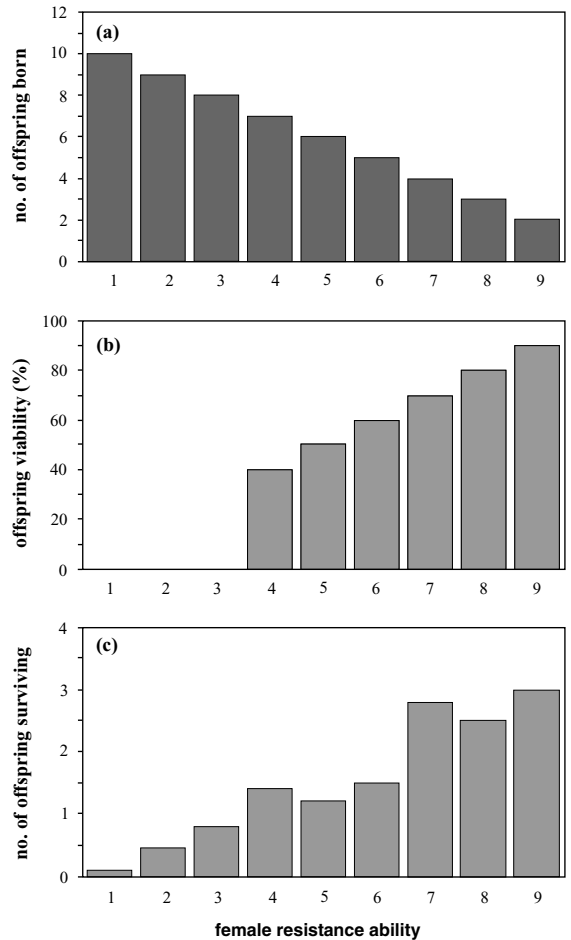 (a)
no. of offspring born
12
10
8
6
4
2
0
1 2 3 4 5 6 7 8 9
(b)
offspring viability (%)
100
80
60
40
20
0
1 2 3 4 5 6 7 8 9
(c)
no. of offspring surviving
4
3
2
1
0
1 2 3 4 5 6 7 8 9
female resistance ability